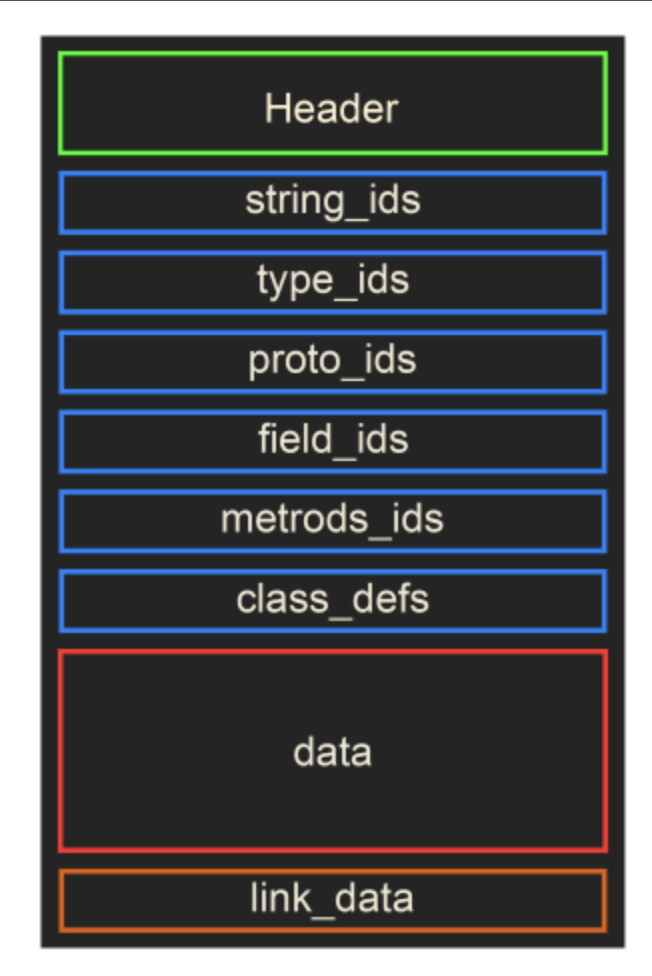 Header
string_ids
type_ids
proto_ids
field_ids
metrods_ids
class_defs
data
link_data